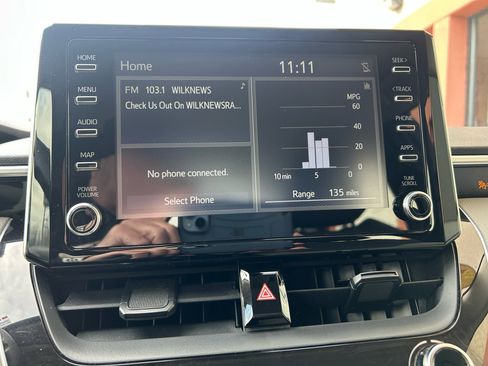 HOME
MENU
AUDIO
MAP
POWER
VOLUME
Home
11:11
FM 103.1 WILKNEWS
Check Us Out On WILKNEWSRA...
No phone connected.
Select Phone
MPG
60
40
20
0
10 min 5
Range 135 miles
SEEK>
<TRACK
PHONE
APPS
TUNE
SCROLL